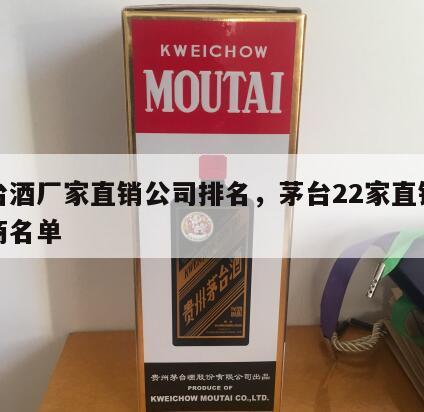 KWEICHOW
MOUTAI
台酒厂家直销公司排名，茅台22家直销
商名单
KWEICHOW
贵州茅台酒
贵州茅台酒股份有限公司出品
PRODUCE OF
KWEICHOW MOUTAI CO.,LTD.